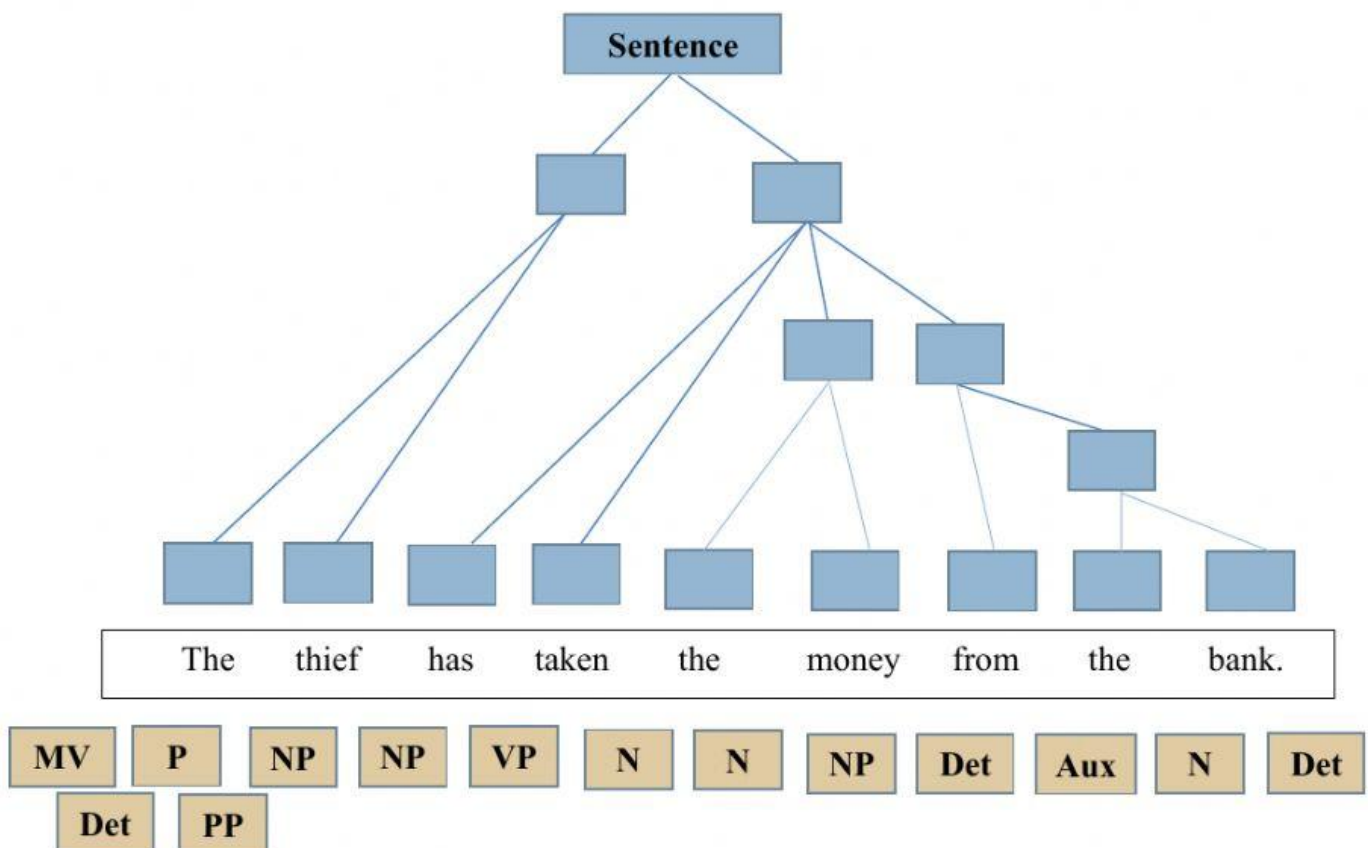 Sentence
The thief has taken the money from the bank.
MV P NP NP VP N N NP Det Aux N Det
Det PP